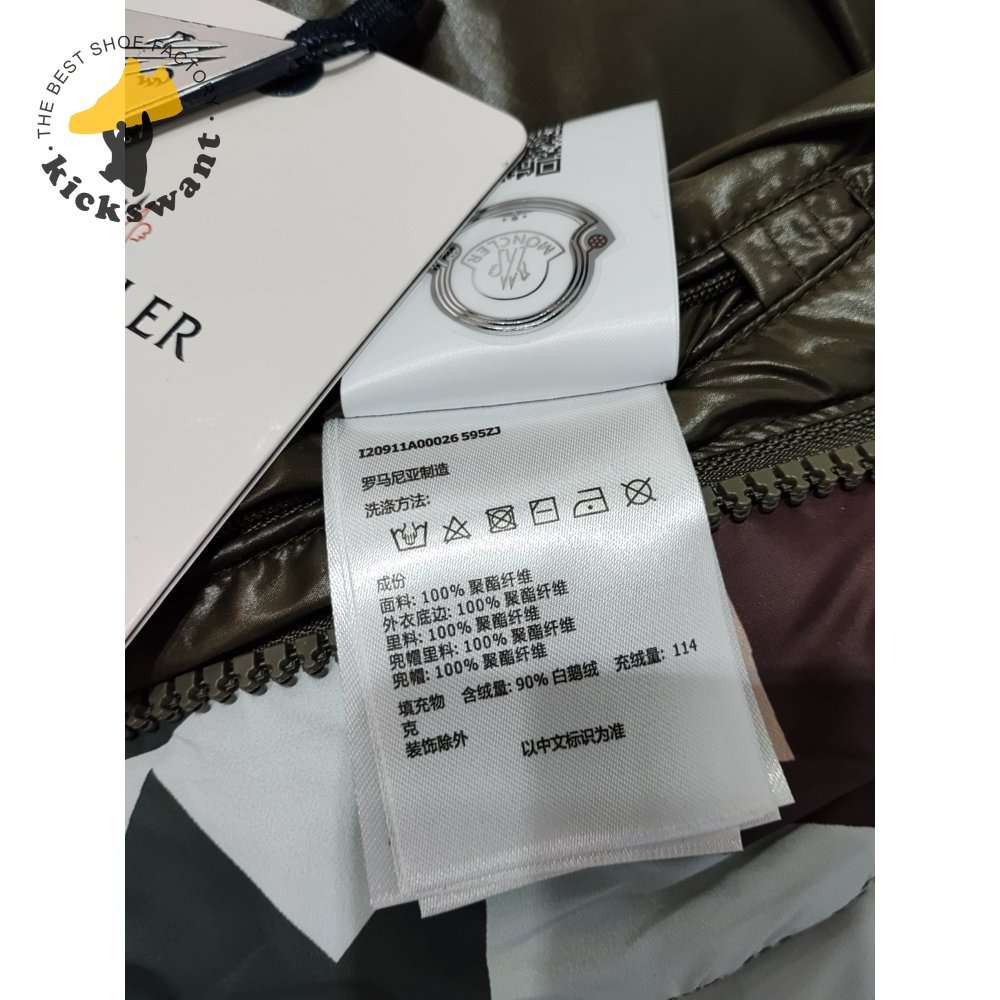 · THE BEST SHOE FACTORY ·
kickswant
LER
MONCLER
I20911A00026 595ZJ
罗马尼亚制造
洗涤方法:
成份
面料: 100% 聚酯纤维
外衣底边: 100% 聚酯纤维
里料: 100% 聚酯纤维
兜帽里料: 100% 聚酯纤维
兜帽: 100% 聚酯纤维
填充物 含绒量: 90% 白鹅绒 充绒量: 114
克
装饰除外 以中文标识为准